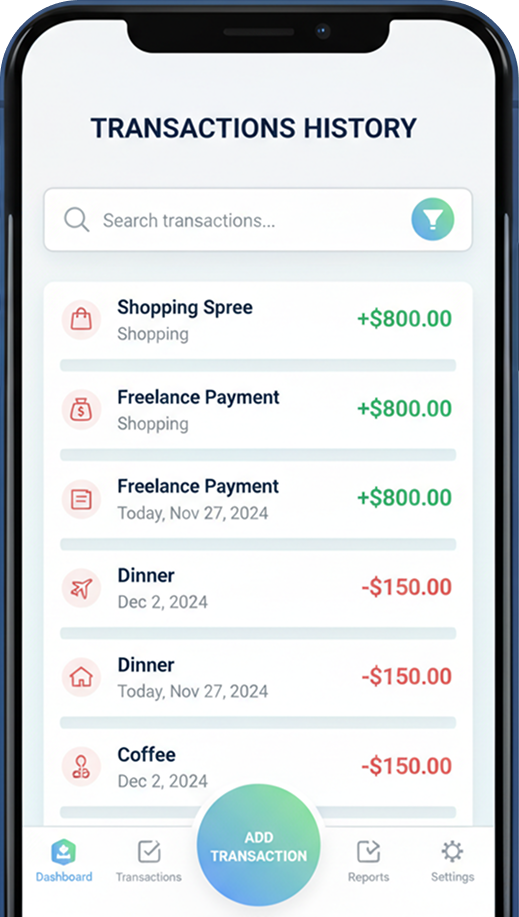 TRANSACTIONS HISTORY
Search transactions...
Shopping Spree
+$800.00
Shopping
Freelance Payment
+$800.00
Shopping
$
Freelance Payment
+$800.00
Today, Nov 27, 2024
Dinner
-$150.00
Dec 2, 2024
Dinner
-$150.00
Today, Nov 27, 2024
Coffee
-$150.00
Dec 2, 2024
ADD
TRANSACTION
Dashboard
Transactions
Reports
Settings